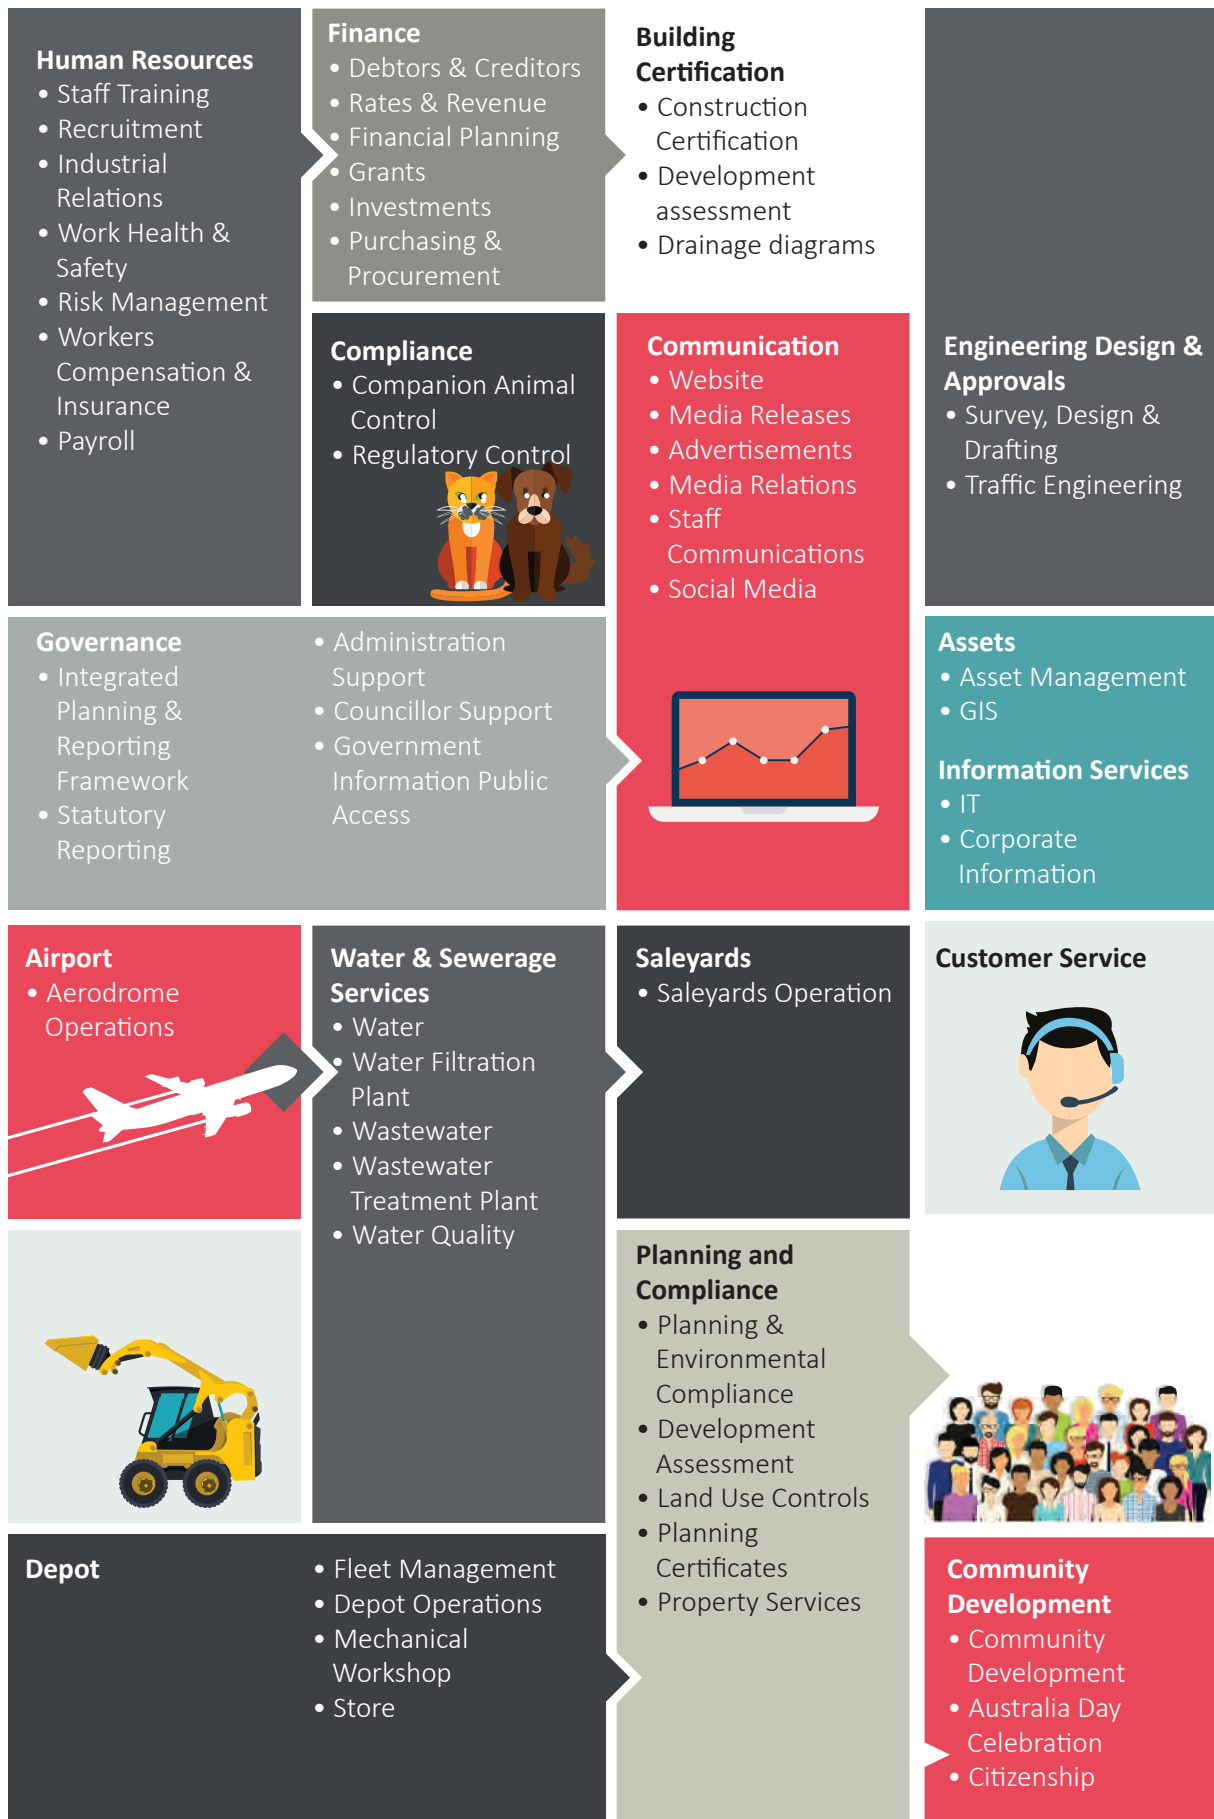 Human Resources
• Staff Training
• Recruitment
• Industrial
Relations
• Work Health &
Safety
• Risk Management
• Workers
Compensation &
Insurance
• Payroll
Finance
• Debtors & Creditors
• Rates & Revenue
• Financial Planning
• Grants
• Investments
• Purchasing &
Procurement
Building
Certification
• Construction
Certification
• Development
assessment
• Drainage diagrams
Compliance
• Companion Animal
Control
• Regulatory Control
Communication
• Website
• Media Releases
• Advertisements
• Media Relations
• Staff
Communications
• Social Media
Engineering Design &
Approvals
• Survey, Design &
Drafting
• Traffic Engineering
Governance
• Integrated
Planning &
Reporting
Framework
• Statutory
Reporting
• Administration
Support
• Councillor Support
• Government
Information Public
Access
Assets
• Asset Management
• GIS
Information Services
• IT
• Corporate
Information
Airport
• Aerodrome
Operations
Water & Sewerage
Services
• Water
• Water Filtration
Plant
• Wastewater
• Wastewater
Treatment Plant
• Water Quality
Saleyards
• Saleyards Operation
Customer Service
Planning and
Compliance
• Planning &
Environmental
Compliance
• Development
Assessment
• Land Use Controls
• Planning
Certificates
• Property Services
Depot
• Fleet Management
• Depot Operations
• Mechanical
Workshop
• Store
Community
Development
• Community
Development
• Australia Day
Celebration
• Citizenship